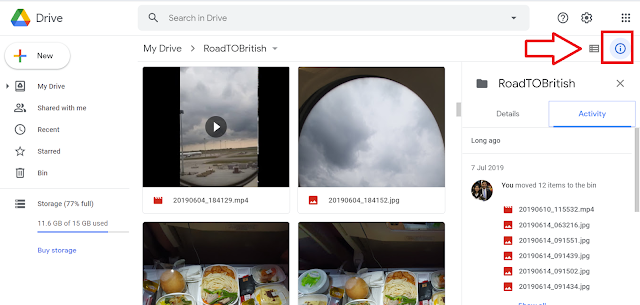 Drive
Search in Drive
New
My Drive
RoadTOBritish
My Drive
Shared with me
Recent
Starred
Bin
Storage (77% full)
11.6 GB of 15 GB used
Buy storage
20190604_184129.mp4
20190604_184152.jpg
RoadTOBritish
Details
Activity
Long ago
7 Jul 2019
You moved 12 items to the bin
20190610_115532.mp4
20190614_063216.jpg
20190614_091551.jpg
20190614_091439.jpg
20190614_091502.jpg
20190614_091434.jpg
Show all